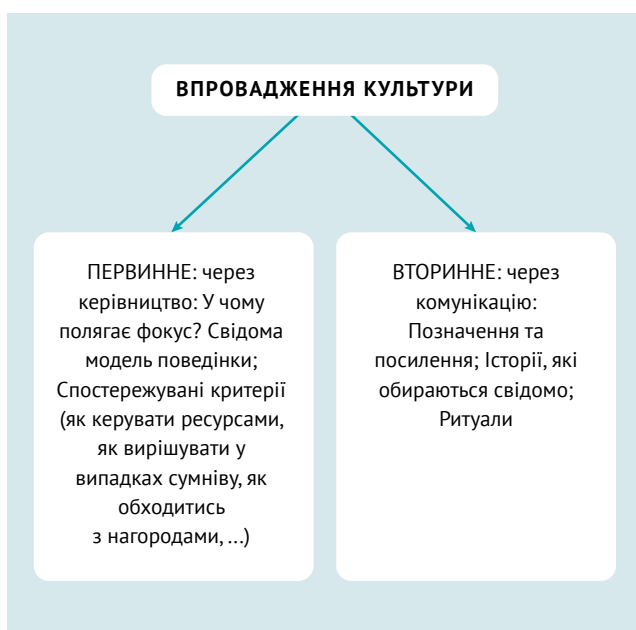 ВПРОВАДЖЕННЯ КУЛЬТУРИ
ПЕРВИННЕ: через
керівництво: У чому
полягає фокус? Свідома
модель поведінки;
Спостережувані критерії
(як керувати ресурсами,
як вирішувати у
випадках сумніву, як
обходитись
з нагородами, ...)
ВТОРИННЕ: через
комунікацію:
Позначення та
посилення; Історії, які
обираються свідомо;
Ритуали